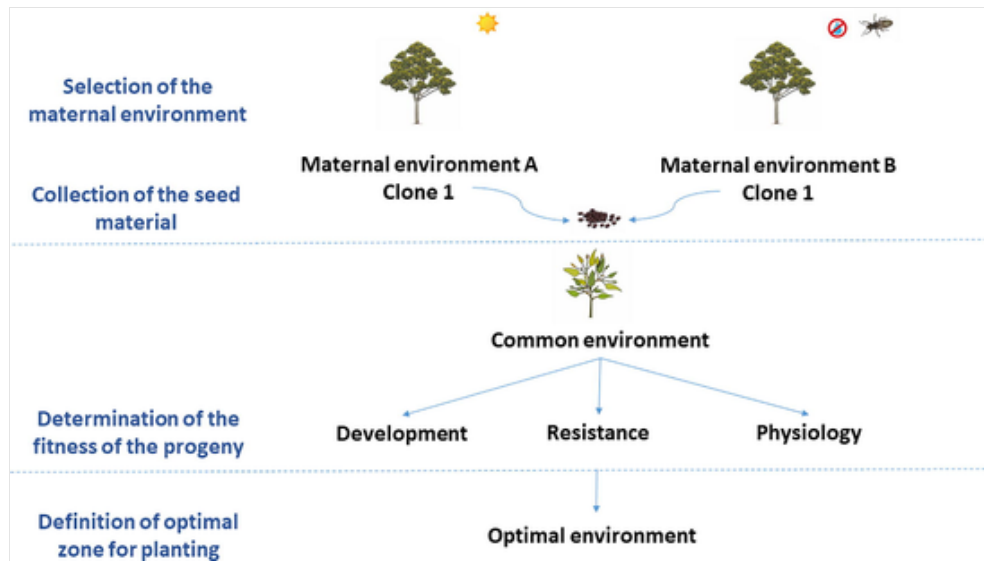 Selection of the
maternal environment
Maternal environment A
Clone 1
Maternal environment B
Clone 1
Collection of the seed
material
Common environment
Determination of the
fitness of the progeny
Development
Resistance
Physiology
Definition of optimal
zone for planting
Optimal environment